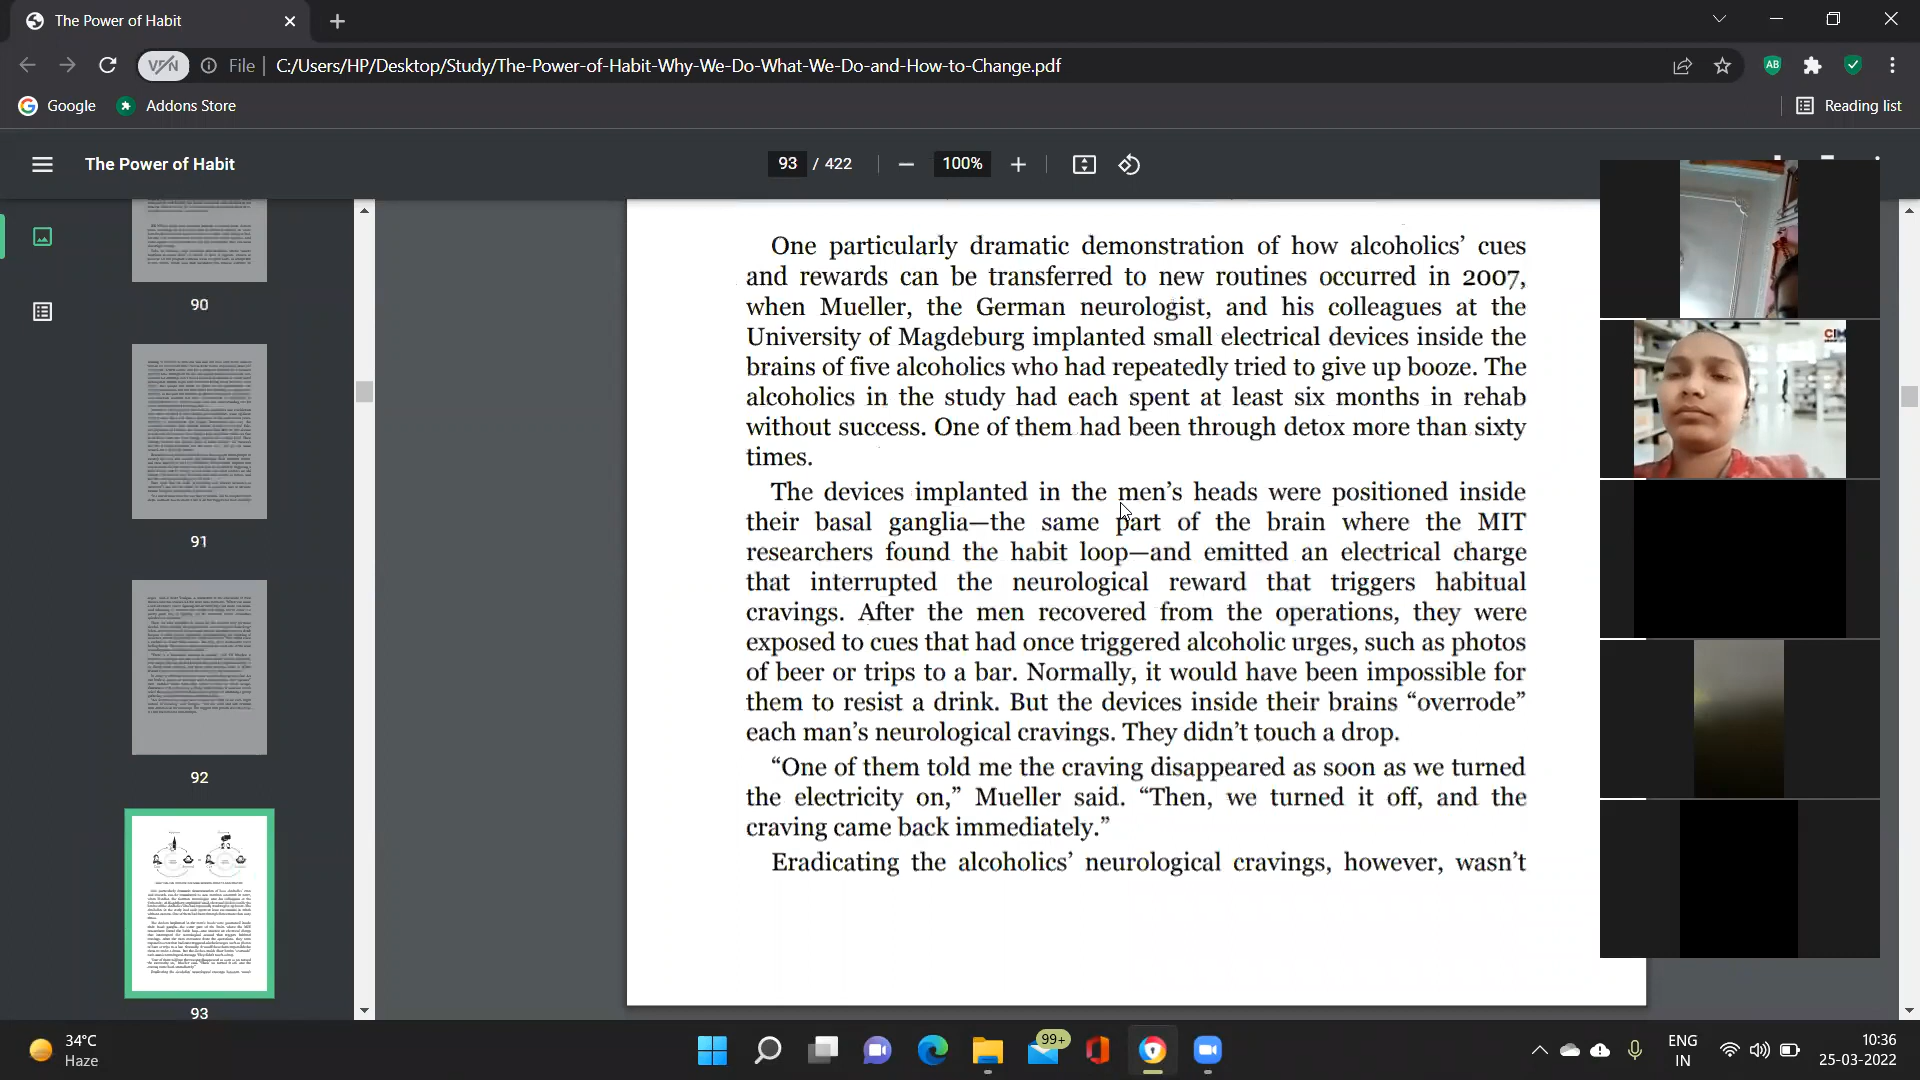 The Power of Habit
VPN
File
C:/Users/HP/Desktop/Study/The-Power-of-Habit-Why-We-Do-What-We-Do-and-How-to-Change.pdf
AB
Google
Addons Store
Reading list
The Power of Habit
93 / 422
100%
90
91
92
93
One particularly dramatic demonstration of how alcoholics’ cues
and rewards can be transferred to new routines occurred in 2007,
when Mueller, the German neurologist, and his colleagues at the
University of Magdeburg implanted small electrical devices inside the
brains of five alcoholics who had repeatedly tried to give up booze. The
alcoholics in the study had each spent at least six months in rehab
without success. One of them had been through detox more than sixty
times.
The devices implanted in the men’s heads were positioned inside
their basal ganglia—the same part of the brain where the MIT
researchers found the habit loop—and emitted an electrical charge
that interrupted the neurological reward that triggers habitual
cravings. After the men recovered from the operations, they were
exposed to cues that had once triggered alcoholic urges, such as photos
of beer or trips to a bar. Normally, it would have been impossible for
them to resist a drink. But the devices inside their brains “overrode”
each man’s neurological cravings. They didn’t touch a drop.
“One of them told me the craving disappeared as soon as we turned
the electricity on,” Mueller said. “Then, we turned it off, and the
craving came back immediately.”
Eradicating the alcoholics’ neurological cravings, however, wasn’t
34°C
Haze
99+
ENG
IN
10:36
25-03-2022